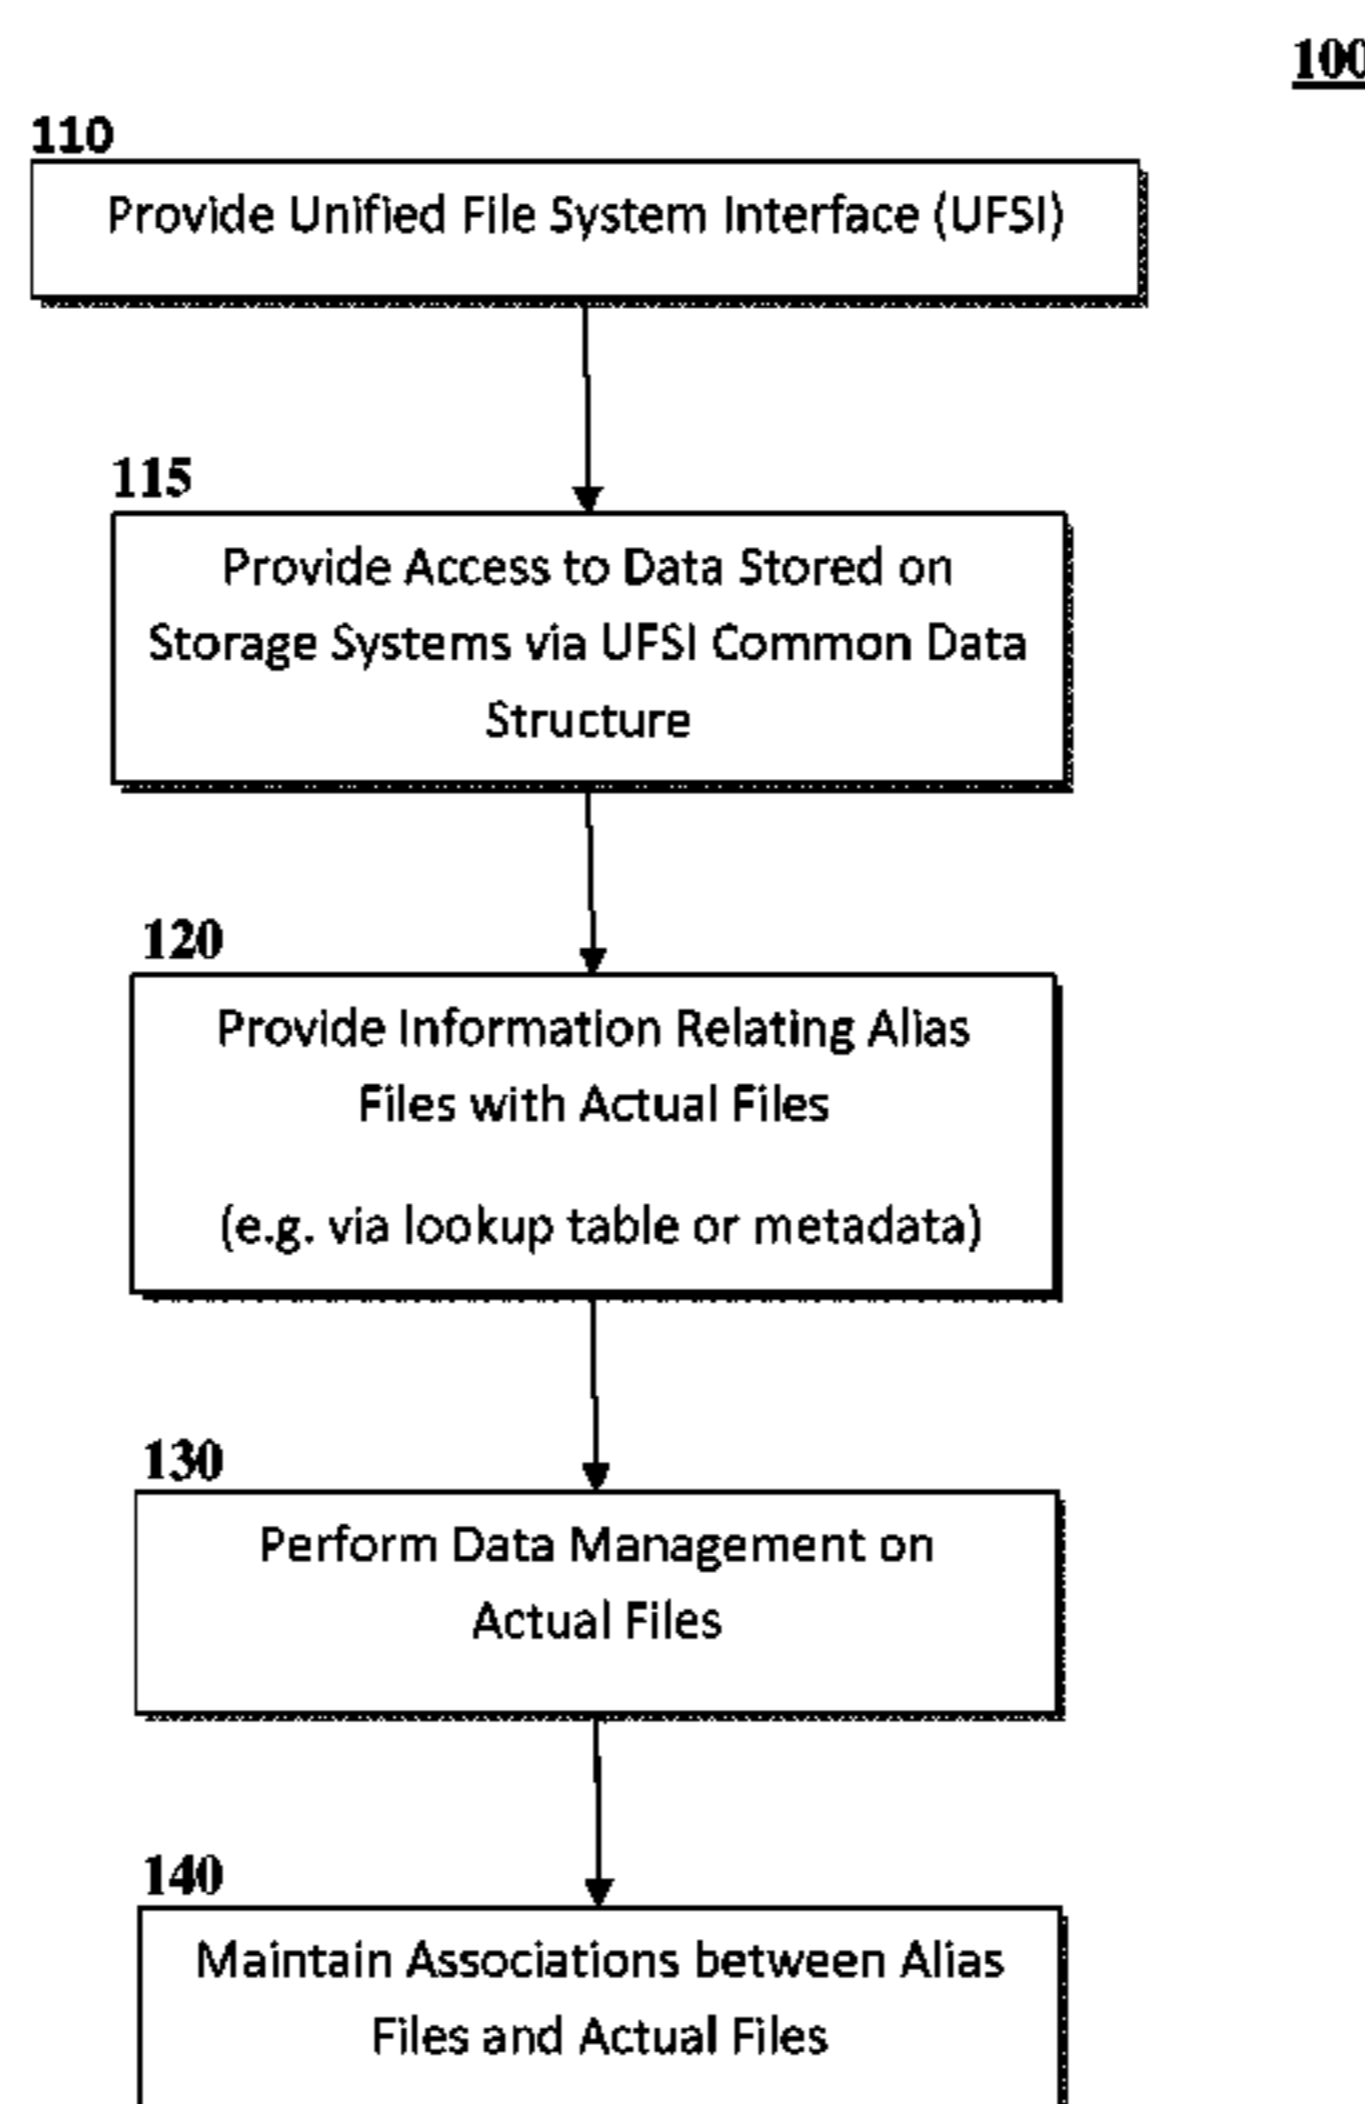 100
110
Provide Unified File System Interface (UFSI)
115
Provide Access to Data Stored on
Storage Systems via UFSI Common Data
Structure
120
Provide Information Relating Alias
Files with Actual Files
(e.g. via lookup table or metadata)
130
Perform Data Management on
Actual Files
140
Maintain Associations between Alias
Files and Actual Files